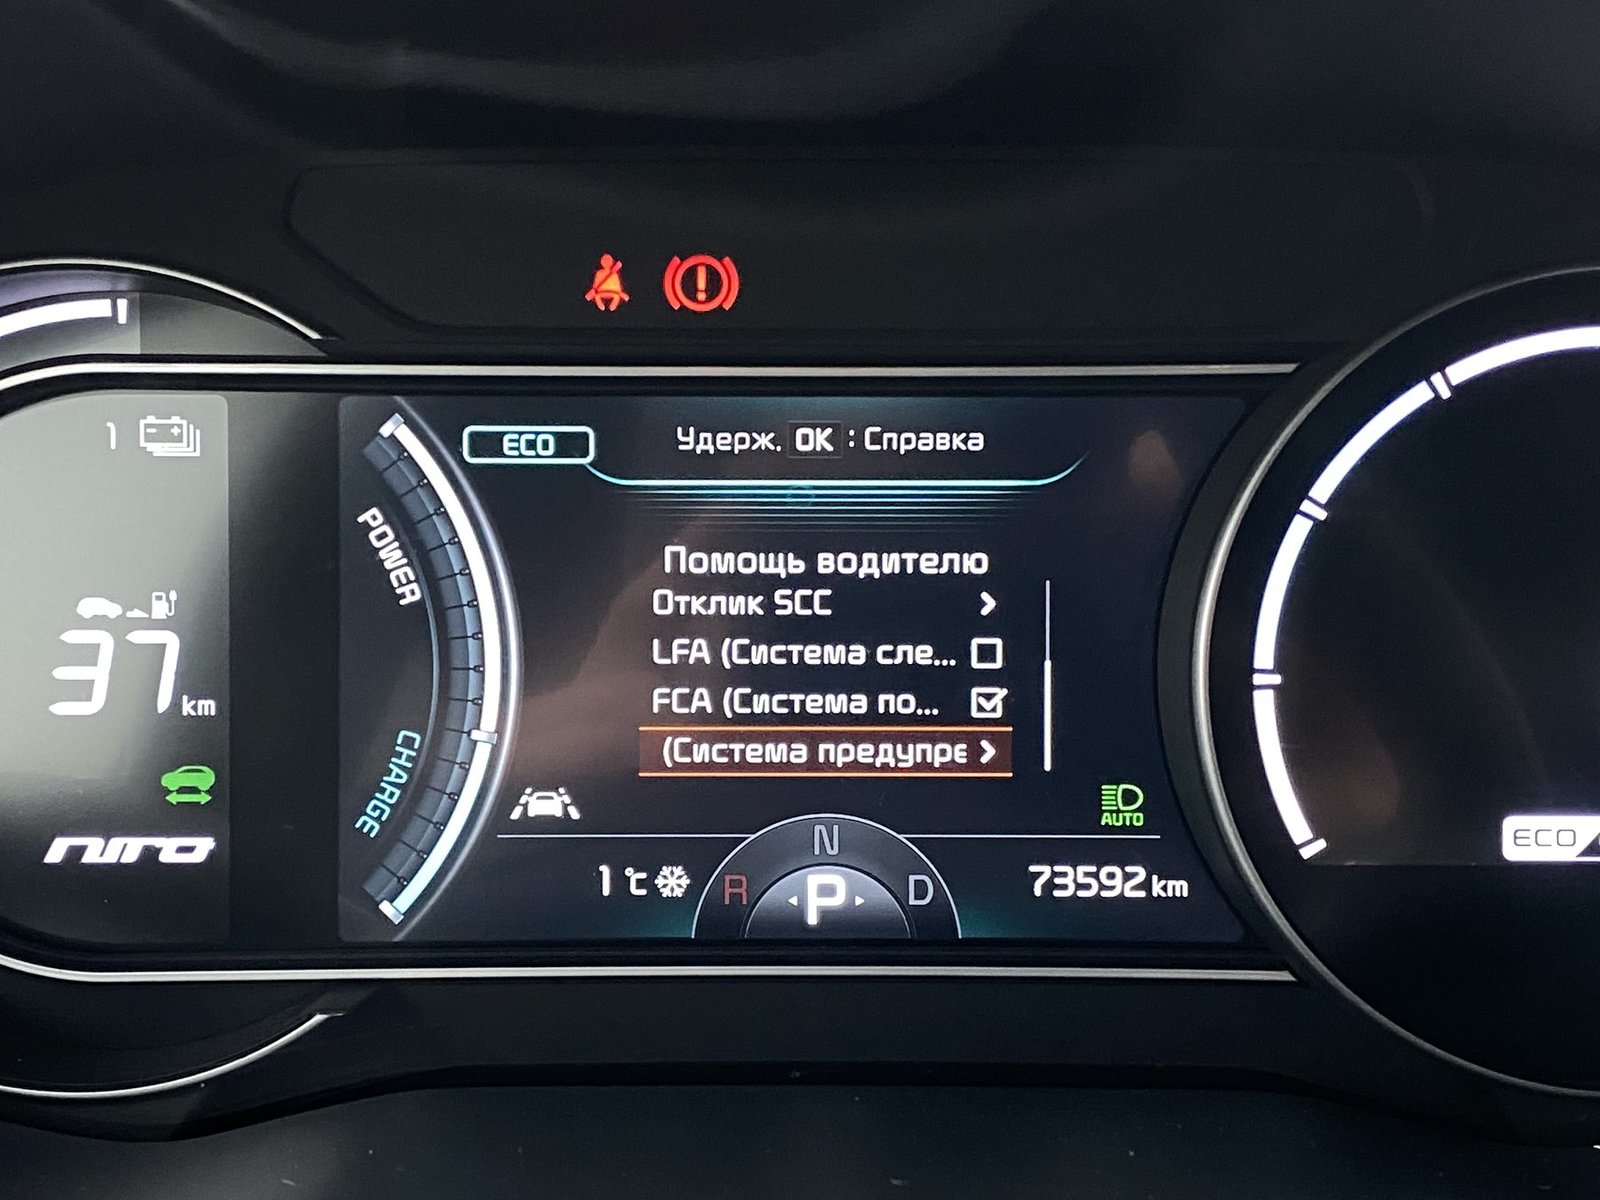 ECO
Удерж. OK : Справка
1
POWER
Помощь водителю
Отклик SCC
LFA (Система сле...
FCA (Система по...
(Система предупре
37 km
CHARGE
AUTO
niro
ECO
N
1 °C
R P D
73592 km